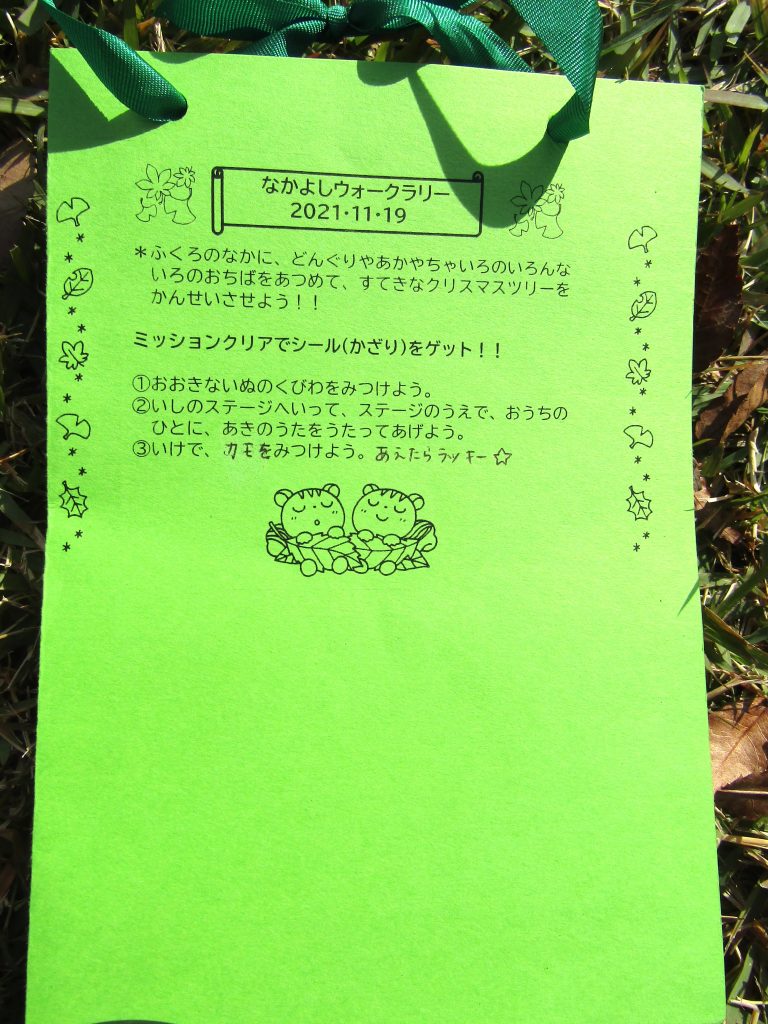 なかよしウォークラリー
2021・11・19
＊ふくろのなかに、どんぐりやあかやちゃいろのいろんな
いろのおちばをあつめて、すてきなクリスマスツリーを
かんせいさせよう！！
ミッションクリアでシール(かざり)をゲット！！
①おおきないぬのくびわをみつけよう。
②いしのステージへいって、ステージのうえで、おうちの
ひとに、あきのうたをうたってあげよう。
③いけで、カモをみつけよう。あえたらラッキー☆